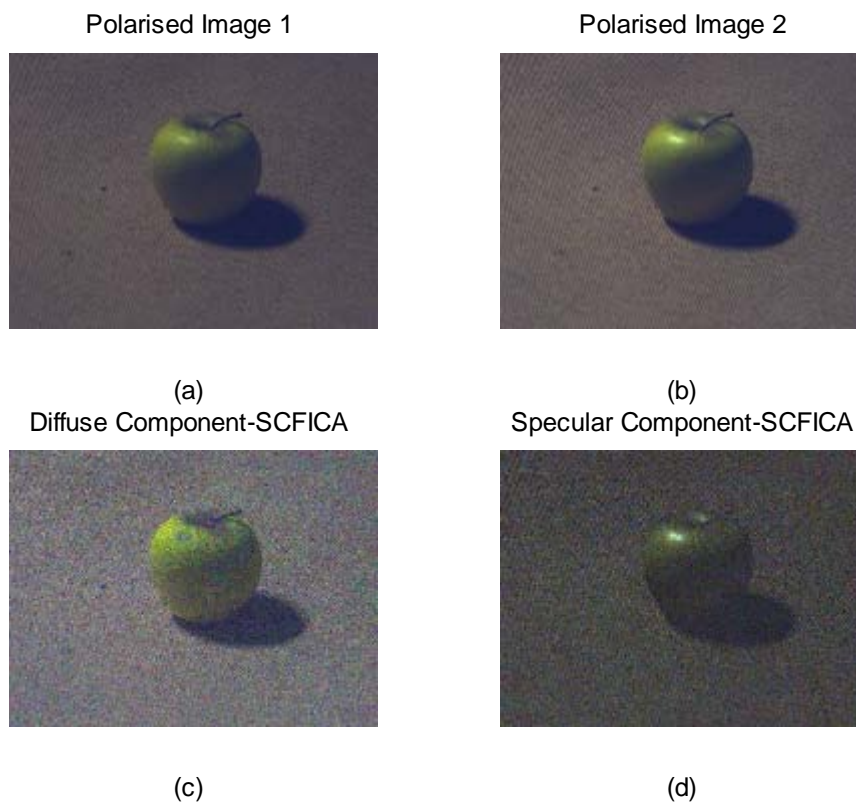 Polarised Image 1
Polarised Image 2
(a)
(b)
Diffuse Component-SCFICA
Specular Component-SCFICA
(c)
(d)